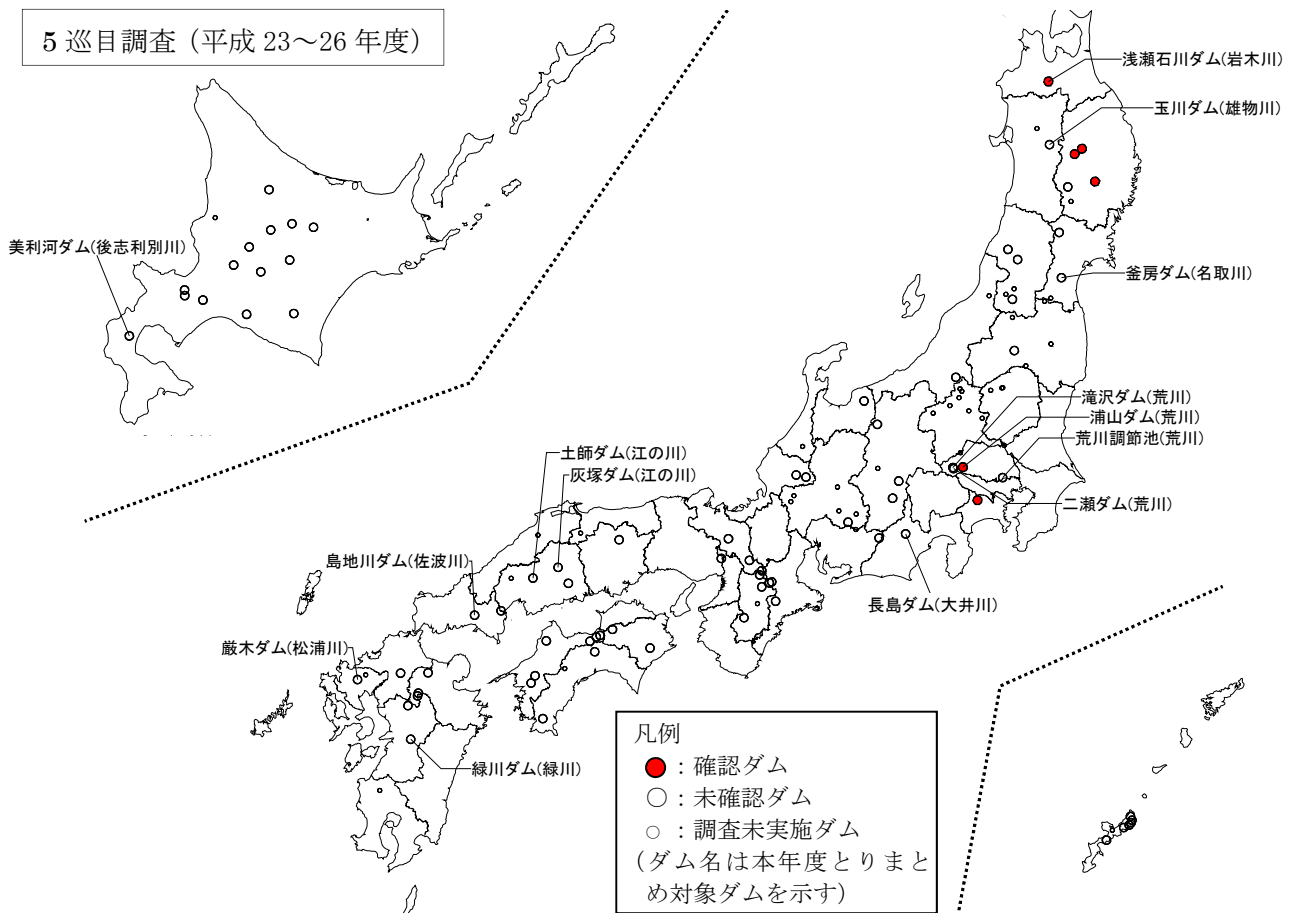 5 巡目調査（平成 23～26 年度）
浅瀬石川ダム(岩木川)
玉川ダム(雄物川)
美利河ダム(後志利別川)
釜房ダム(名取川)
滝沢ダム(荒川)
浦山ダム(荒川)
荒川調節池(荒川)
二瀬ダム(荒川)
土師ダム(江の川)
灰塚ダム(江の川)
島地川ダム(佐波川)
長島ダム(大井川)
厳木ダム(松浦川)
緑川ダム(緑川)
凡例
：確認ダム
：未確認ダム
：調査未実施ダム
(ダム名は本年度とりまと
め対象ダムを示す)